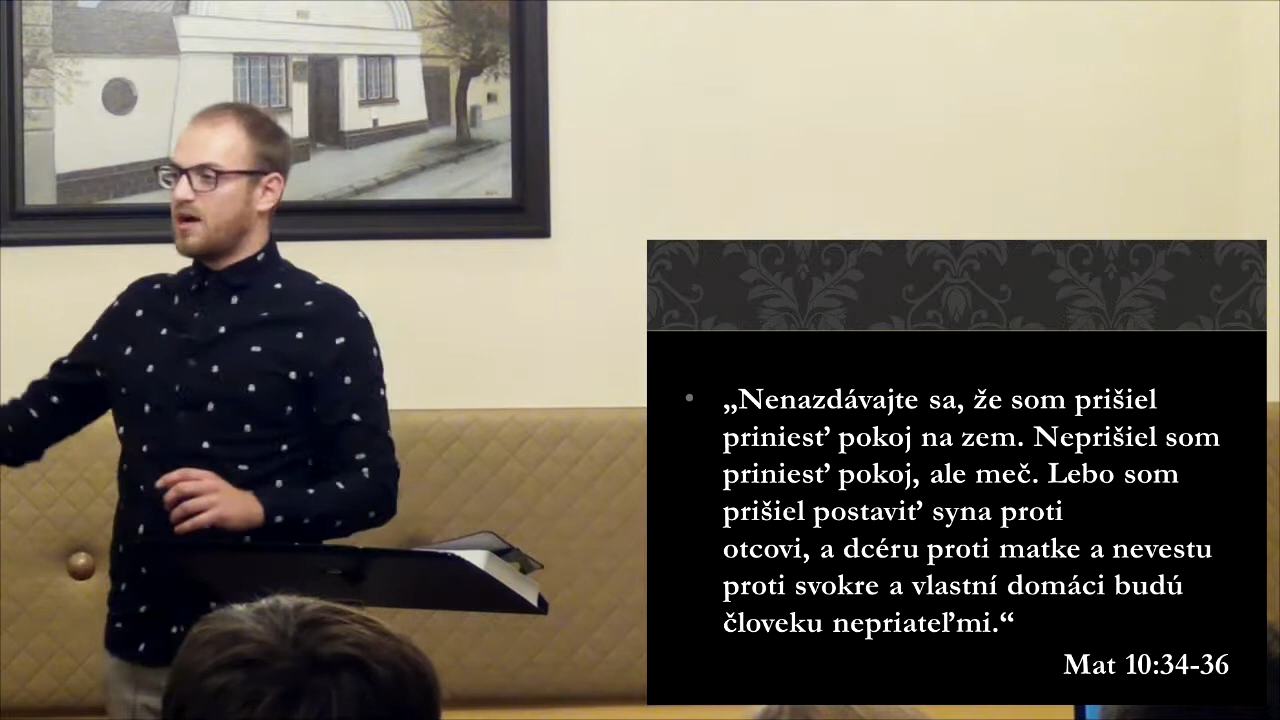 „Nenazdávajte sa, že som prišiel
priniesť pokoj na zem. Neprišiel som
priniesť pokoj, ale meč. Lebo som
prišiel postaviť syna proti
otcovi, a dcéru proti matke a nevestu
proti svokre a vlastní domáci budú
človeku nepriateľmi.“
Mat 10:34-36